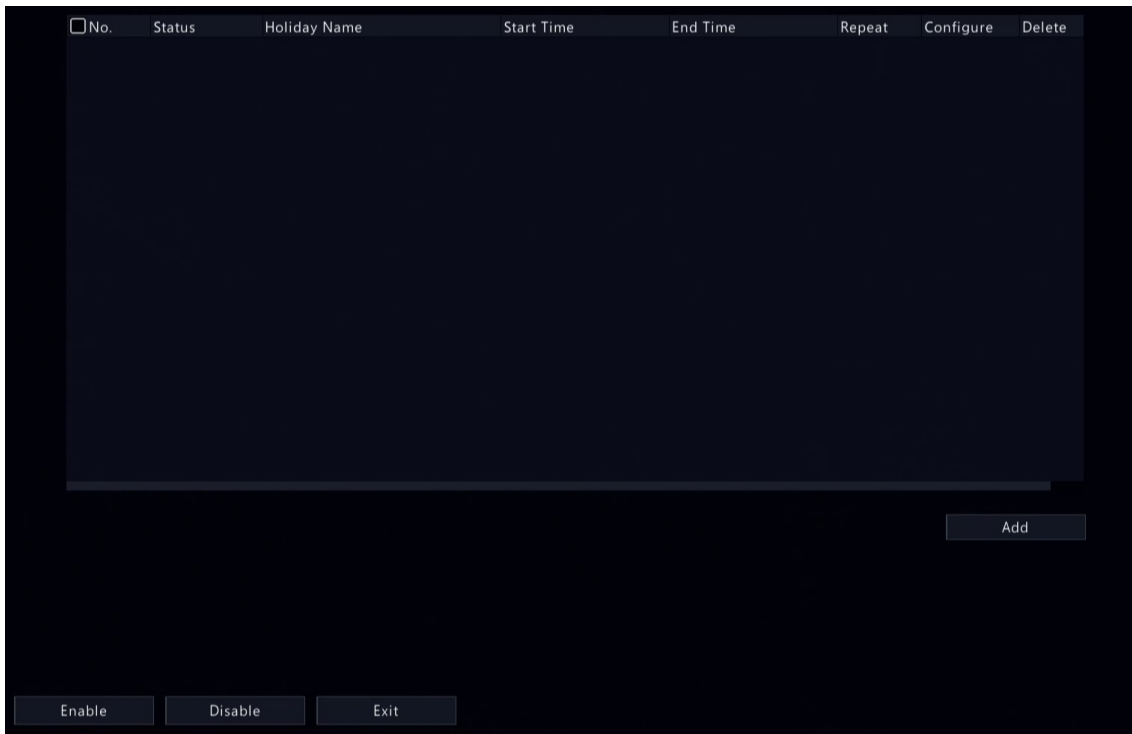 No. Status Holiday Name Start Time End Time Repeat Configure Delete
Add
Enable Disable Exit